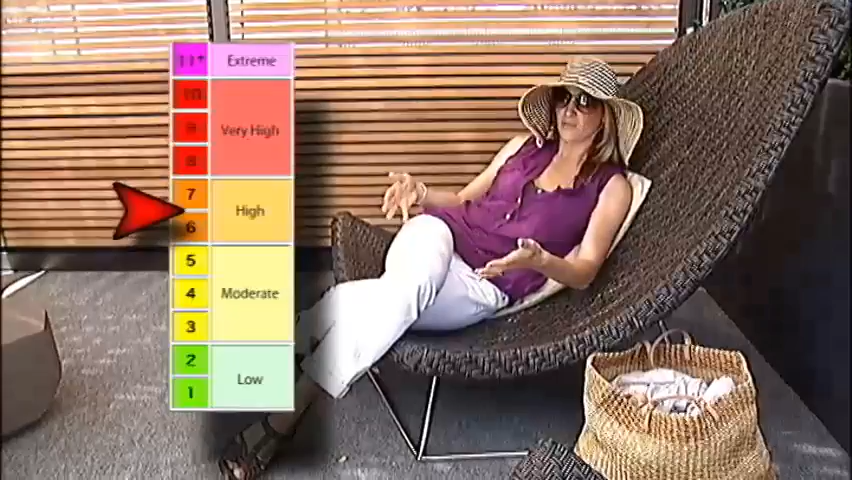 11+ Extreme
10
9 Very High
8
7
6 High
5
4 Moderate
3
2
1 Low